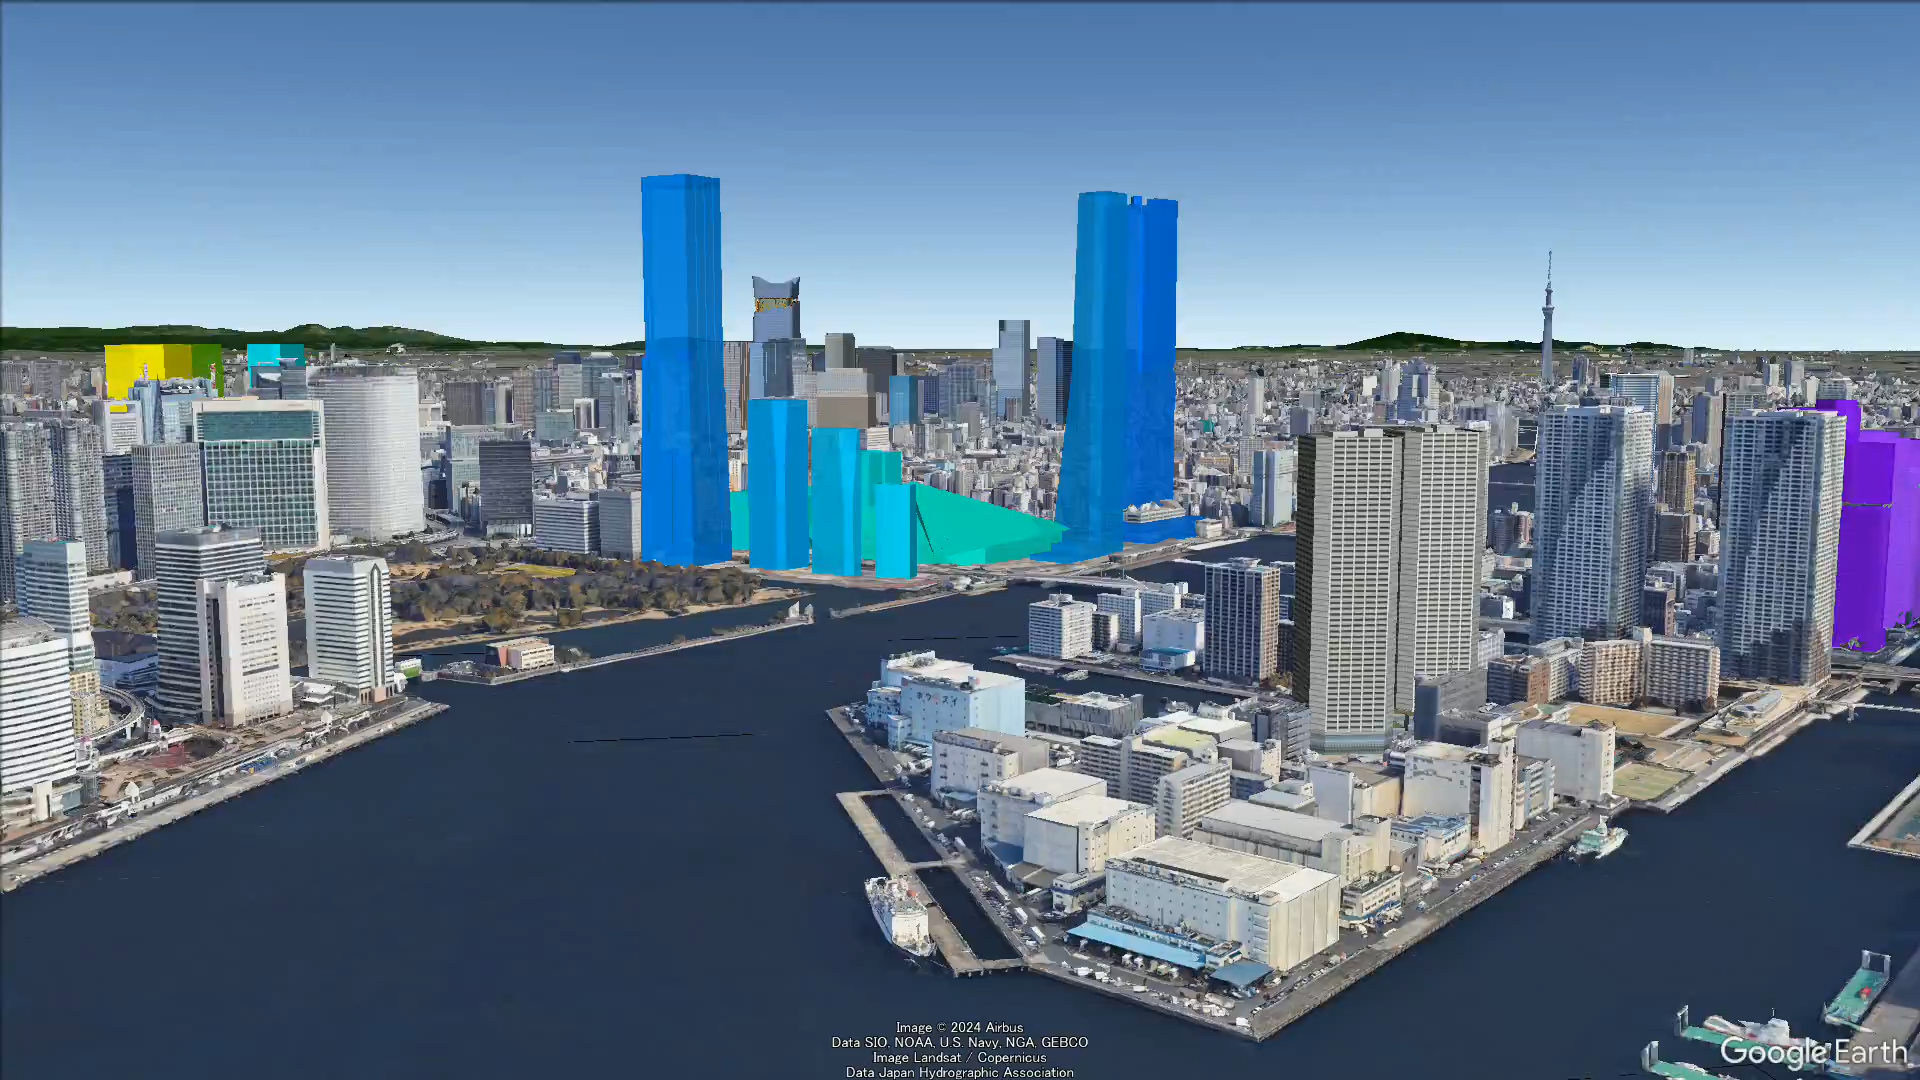 Image © 2024 Airbus
Data SIO, NOAA, U.S. Navy, NGA, GEBCO
Image Landsat / Copernicus
Data Japan Hydrographic Association
Google Earth